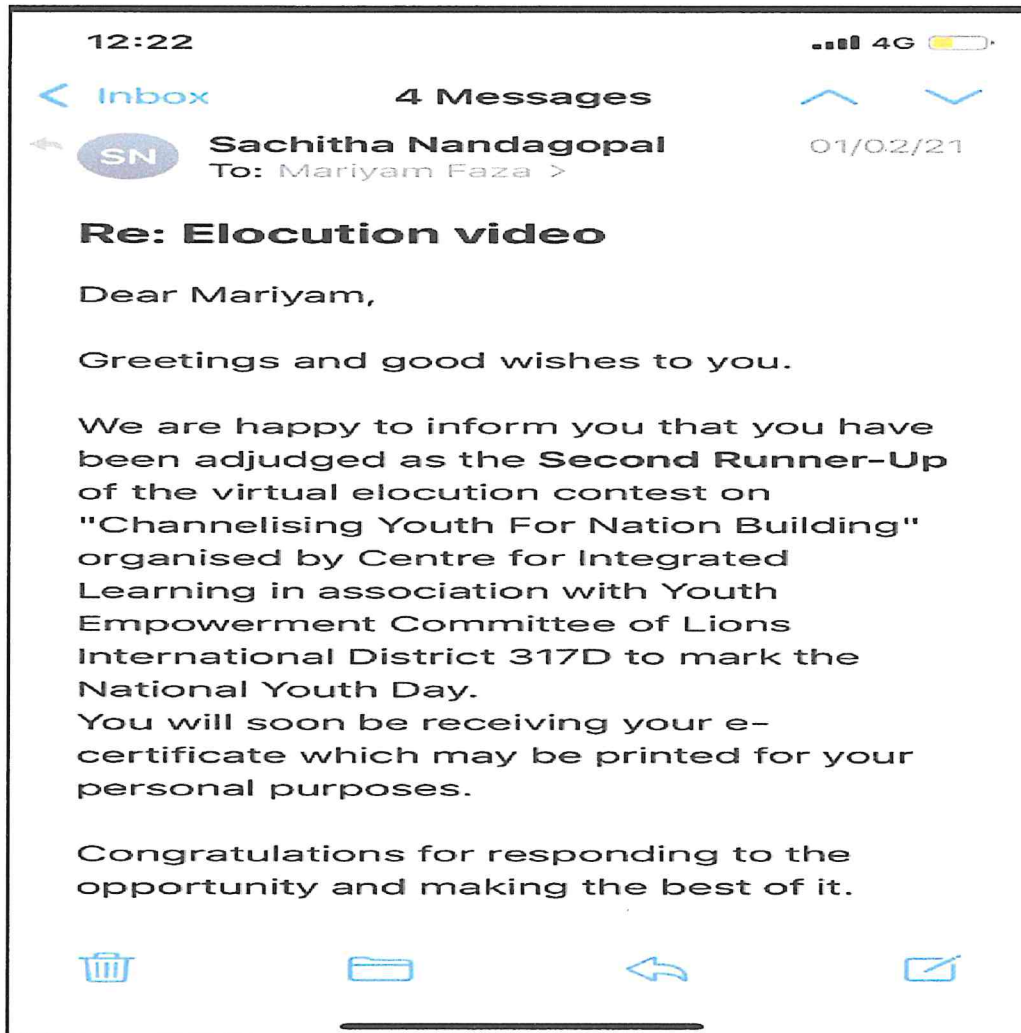 12:22
4G
Inbox
4 Messages
SN
Sachitha Nandagopal
01/02/21
To: Mariyam Faza >
Re: Elocution video
Dear Mariyam,
Greetings and good wishes to you.
We are happy to inform you that you have
been adjudged as the Second Runner-Up
of the virtual elocution contest on
"Channelising Youth For Nation Building"
organised by Centre for Integrated
Learning in association with Youth
Empowerment Committee of Lions
International District 317D to mark the
National Youth Day.
You will soon be receiving your e-
certificate which may be printed for your
personal purposes.
Congratulations for responding to the
opportunity and making the best of it.